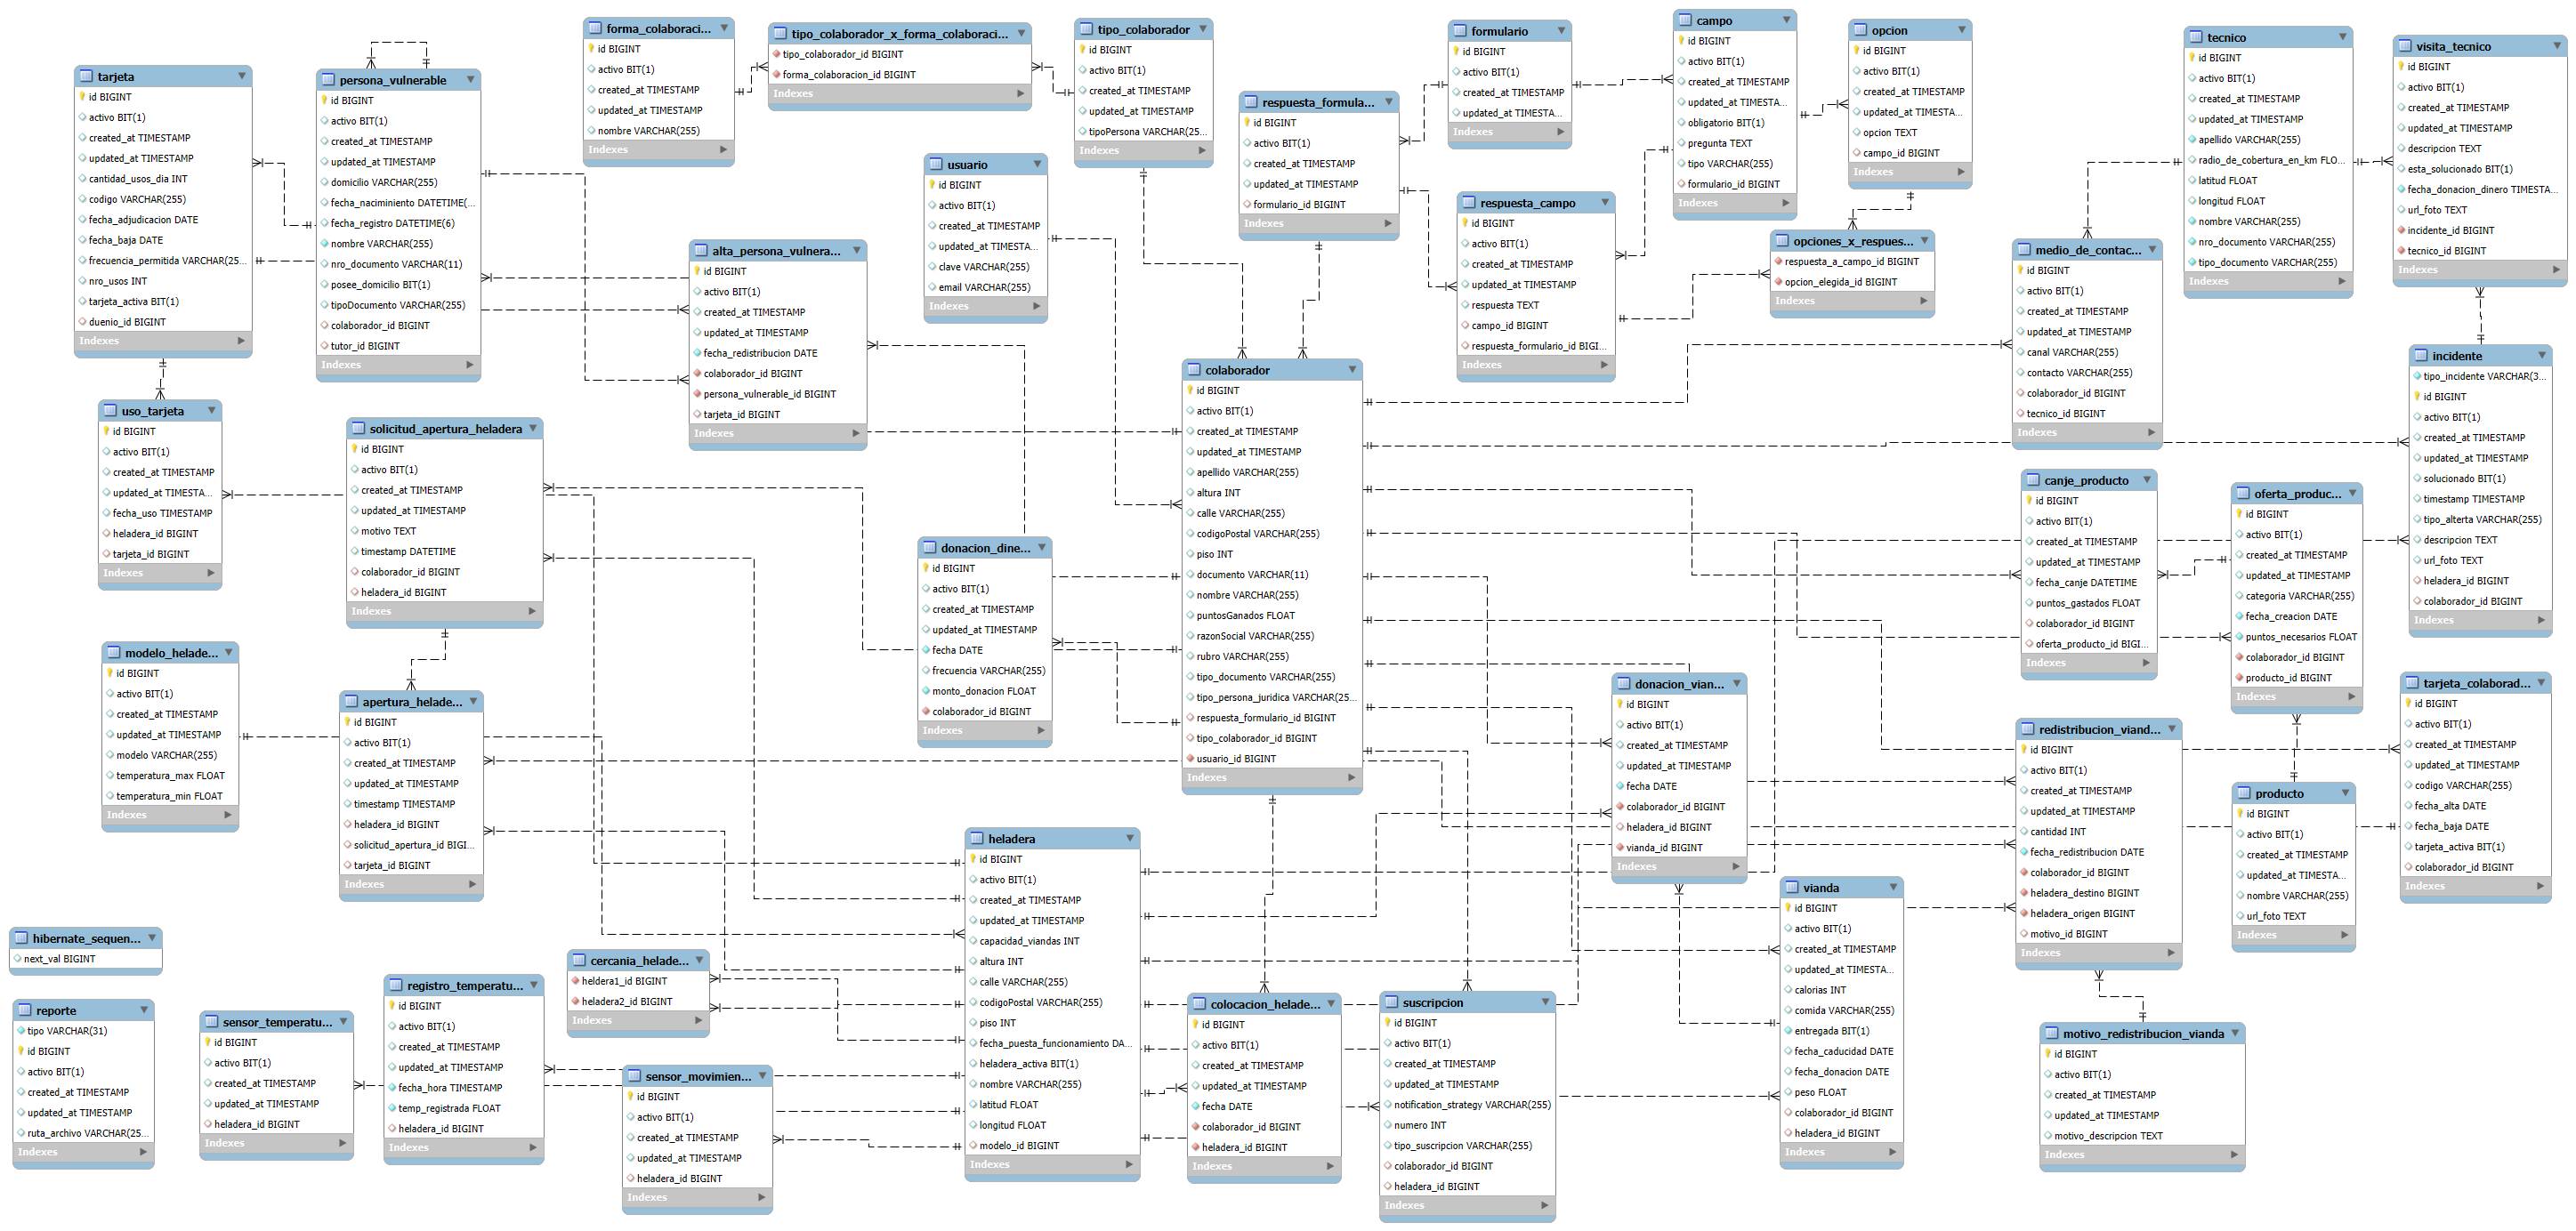 tarjeta
id BIGINT
activo BIT(1)
created_at TIMESTAMP
updated_at TIMESTAMP
cantidad_usos_dia INT
codigo VARCHAR(255)
fecha_adjudicacion DATE
fecha_baja DATE
frecuencia_permitida VARCHAR(25...
nro_usos INT
tarjeta_activa BIT(1)
duenio_id BIGINT
Indexes
persona_vulnerable
id BIGINT
activo BIT(1)
created_at TIMESTAMP
updated_at TIMESTAMP
domicilio VARCHAR(255)
fecha_nacimiento DATETIME(...
fecha_registro DATETIME(6)
nombre VARCHAR(255)
nro_documento VARCHAR(11)
posee_domicilio BIT(1)
tipoDocumento VARCHAR(255)
colaborador_id BIGINT
tutor_id BIGINT
Indexes
forma_colaboraci...
id BIGINT
activo BIT(1)
created_at TIMESTAMP
updated_at TIMESTAMP
nombre VARCHAR(255)
Indexes
tipo_colaborador_x_forma_colaboraci...
tipo_colaborador_id BIGINT
forma_colaboracion_id BIGINT
Indexes
tipo_colaborador
id BIGINT
activo BIT(1)
created_at TIMESTAMP
updated_at TIMESTAMP
tipoPersona VARCHAR(25...
Indexes
usuario
id BIGINT
activo BIT(1)
created_at TIMESTAMP
updated_at TIMESTA...
clave VARCHAR(255)
email VARCHAR(255)
Indexes
alta_persona_vulnera...
id BIGINT
activo BIT(1)
created_at TIMESTAMP
updated_at TIMESTAMP
fecha_redistribucion DATE
colaborador_id BIGINT
persona_vulnerable_id BIGINT
tarjeta_id BIGINT
Indexes
respuesta_formula...
id BIGINT
activo BIT(1)
created_at TIMESTAMP
updated_at TIMESTAMP
formulario_id BIGINT
Indexes
formulario
id BIGINT
activo BIT(1)
created_at TIMESTAMP
updated_at TIMESTA...
Indexes
campo
id BIGINT
activo BIT(1)
created_at TIMESTAMP
updated_at TIMESTA...
obligatorio BIT(1)
pregunta TEXT
tipo VARCHAR(255)
formulario_id BIGINT
Indexes
opcion
id BIGINT
activo BIT(1)
created_at TIMESTAMP
updated_at TIMESTA...
opcion TEXT
campo_id BIGINT
Indexes
respuesta_campo
id BIGINT
activo BIT(1)
created_at TIMESTAMP
updated_at TIMESTAMP
respuesta TEXT
campo_id BIGINT
respuesta_formulario_id BIGI...
Indexes
opciones_x_respues...
respuesta_a_campo_id BIGINT
opcion_elegida_id BIGINT
Indexes
tecnico
id BIGINT
activo BIT(1)
created_at TIMESTAMP
updated_at TIMESTAMP
apellido VARCHAR(255)
radio_de_cobertura_en_km FLO...
latitud FLOAT
longitud FLOAT
nombre VARCHAR(255)
nro_documento VARCHAR(255)
tipo_documento VARCHAR(255)
Indexes
visita_tecnico
id BIGINT
activo BIT(1)
created_at TIMESTAMP
updated_at TIMESTAMP
descripcion TEXT
esta_solucionado BIT(1)
fecha_donacion_dinero TIMESTA...
url_foto TEXT
incidente_id BIGINT
tecnico_id BIGINT
Indexes
medio_de_contac...
id BIGINT
activo BIT(1)
created_at TIMESTAMP
updated_at TIMESTAMP
canal VARCHAR(255)
contacto VARCHAR(255)
colaborador_id BIGINT
tecnico_id BIGINT
Indexes
incidente
tipo_incidente VARCHAR(3...
id BIGINT
activo BIT(1)
created_at TIMESTAMP
updated_at TIMESTAMP
solucionado BIT(1)
timestamp TIMESTAMP
tipo_alterta VARCHAR(255)
descripcion TEXT
url_foto TEXT
heladera_id BIGINT
colaborador_id BIGINT
Indexes
uso_tarjeta
id BIGINT
activo BIT(1)
created_at TIMESTAMP
updated_at TIMESTA...
fecha_uso TIMESTAMP
heladera_id BIGINT
tarjeta_id BIGINT
Indexes
solicitud_apertura_heladera
id BIGINT
activo BIT(1)
created_at TIMESTAMP
updated_at TIMESTAMP
motivo TEXT
timestamp DATETIME
colaborador_id BIGINT
heladera_id BIGINT
Indexes
colaborador
id BIGINT
activo BIT(1)
created_at TIMESTAMP
updated_at TIMESTAMP
apellido VARCHAR(255)
altura INT
calle VARCHAR(255)
codigoPostal VARCHAR(255)
piso INT
documento VARCHAR(11)
nombre VARCHAR(255)
puntosGanados FLOAT
razonSocial VARCHAR(255)
rubro VARCHAR(255)
tipo_documento VARCHAR(255)
tipo_persona_juridica VARCHAR(25...
respuesta_formulario_id BIGINT
tipo_colaborador_id BIGINT
usuario_id BIGINT
Indexes
donacion_dine...
id BIGINT
activo BIT(1)
created_at TIMESTAMP
updated_at TIMESTAMP
fecha DATE
frecuencia VARCHAR(255)
monto_donacion FLOAT
colaborador_id BIGINT
Indexes
canje_producto
id BIGINT
activo BIT(1)
created_at TIMESTAMP
updated_at TIMESTAMP
fecha_canje DATETIME
puntos_gastados FLOAT
colaborador_id BIGINT
oferta_producto_id BIGI...
Indexes
oferta_produc...
id BIGINT
activo BIT(1)
created_at TIMESTAMP
updated_at TIMESTAMP
categoria VARCHAR(255)
fecha_creacion DATE
puntos_necesarios FLOAT
colaborador_id BIGINT
producto_id BIGINT
Indexes
modelo_helade...
id BIGINT
activo BIT(1)
created_at TIMESTAMP
updated_at TIMESTAMP
modelo VARCHAR(255)
temperatura_max FLOAT
temperatura_min FLOAT
Indexes
apertura_helade...
id BIGINT
activo BIT(1)
created_at TIMESTAMP
updated_at TIMESTAMP
timestamp TIMESTAMP
heladera_id BIGINT
solicitud_apertura_id BIGI...
tarjeta_id BIGINT
Indexes
donacion_vian...
id BIGINT
activo BIT(1)
created_at TIMESTAMP
updated_at TIMESTAMP
fecha DATE
colaborador_id BIGINT
heladera_id BIGINT
vianda_id BIGINT
Indexes
redistribucion_viand...
id BIGINT
activo BIT(1)
created_at TIMESTAMP
updated_at TIMESTAMP
cantidad INT
fecha_redistribucion DATE
colaborador_id BIGINT
heladera_destino BIGINT
heladera_origen BIGINT
motivo_id BIGINT
Indexes
tarjeta_colaborad...
id BIGINT
activo BIT(1)
created_at TIMESTAMP
updated_at TIMESTAMP
codigo VARCHAR(255)
fecha_alta DATE
fecha_baja DATE
tarjeta_activa BIT(1)
colaborador_id BIGINT
Indexes
producto
id BIGINT
activo BIT(1)
created_at TIMESTAMP
updated_at TIMESTA...
nombre VARCHAR(255)
url_foto TEXT
Indexes
heladera
id BIGINT
activo BIT(1)
created_at TIMESTAMP
updated_at TIMESTAMP
capacidad_viandas INT
altura INT
calle VARCHAR(255)
codigoPostal VARCHAR(255)
piso INT
fecha_puesta_funcionamiento DA...
heladera_activa BIT(1)
nombre VARCHAR(255)
latitud FLOAT
longitud FLOAT
modelo_id BIGINT
Indexes
vianda
id BIGINT
activo BIT(1)
created_at TIMESTAMP
updated_at TIMESTA...
calorias INT
comida VARCHAR(255)
entregada BIT(1)
fecha_caducidad DATE
fecha_donacion DATE
peso FLOAT
colaborador_id BIGINT
heladera_id BIGINT
Indexes
hibernate_sequen...
next_val BIGINT
reporte
tipo VARCHAR(31)
id BIGINT
activo BIT(1)
created_at TIMESTAMP
updated_at TIMESTAMP
ruta_archivo VARCHAR(25...
Indexes
sensor_temperatu...
id BIGINT
activo BIT(1)
created_at TIMESTAMP
updated_at TIMESTAMP
heladera_id BIGINT
Indexes
registro_temperatu...
id BIGINT
activo BIT(1)
created_at TIMESTAMP
updated_at TIMESTAMP
fecha_hora TIMESTAMP
temp_registrada FLOAT
heladera_id BIGINT
Indexes
cercania_helade...
heldera1_id BIGINT
heladera2_id BIGINT
Indexes
sensor_movimien...
id BIGINT
activo BIT(1)
created_at TIMESTAMP
updated_at TIMESTAMP
heladera_id BIGINT
Indexes
colocacion_helade...
id BIGINT
activo BIT(1)
created_at TIMESTAMP
updated_at TIMESTAMP
fecha DATE
colaborador_id BIGINT
heladera_id BIGINT
Indexes
suscripcion
id BIGINT
activo BIT(1)
created_at TIMESTAMP
updated_at TIMESTAMP
notification_strategy VARCHAR(255)
numero INT
tipo_suscripcion VARCHAR(255)
colaborador_id BIGINT
heladera_id BIGINT
Indexes
motivo_redistribucion_vianda
id BIGINT
activo BIT(1)
created_at TIMESTAMP
updated_at TIMESTAMP
motivo_descripcion TEXT
Indexes